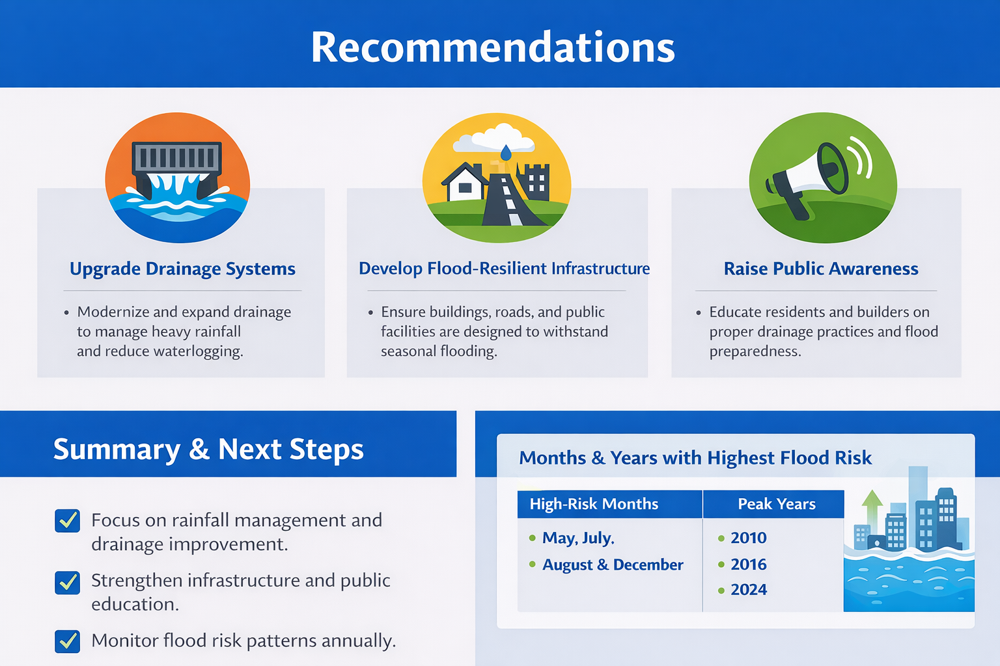 Recommendations
Upgrade Drainage Systems
• Modernize and expand drainage
to manage heavy rainfall
and reduce waterlogging.
Develop Flood-Resilient Infrastructure
• Ensure buildings, roads, and public
facilities are designed to withstand
seasonal flooding.
Raise Public Awareness
• Educate residents and builders on
proper drainage practices and flood
preparedness.
Summary & Next Steps
Focus on rainfall management and
drainage improvement.
Strengthen infrastructure and public
education.
Monitor flood risk patterns annually.
Months & Years with Highest Flood Risk
High-Risk Months
• May, July.
• August & December
Peak Years
• 2010
• 2016
• 2024